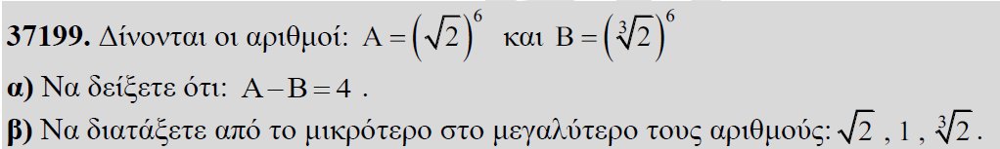 37199. Δίνονται οι αριθμοί: Α = (√2)⁶ και Β = (∛2)⁶
α) Να δείξετε ότι: Α – Β = 4 .
β) Να διατάξετε από το μικρότερο στο μεγαλύτερο τους αριθμούς: √2 , 1 , ∛2 .